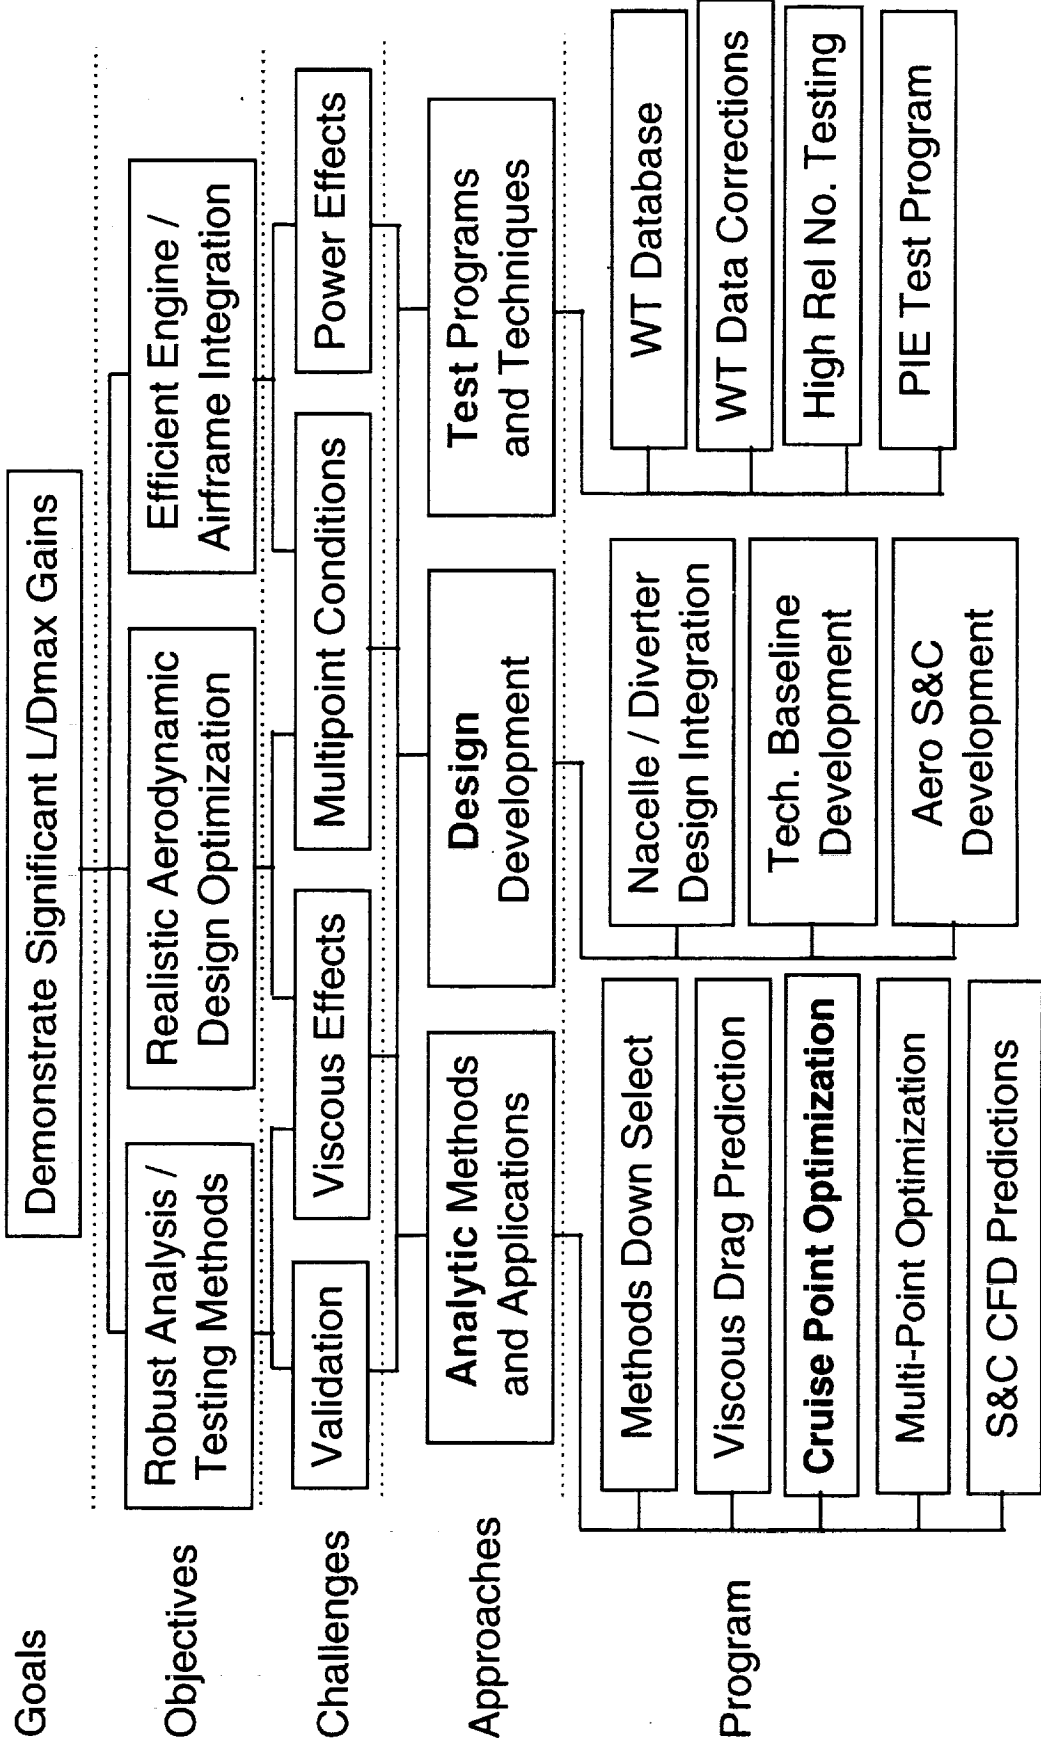 Goals
Demonstrate Significant L/Dmax Gains
Objectives
Robust Analysis /
Testing Methods
Realistic Aerodynamic
Design Optimization
Efficient Engine /
Airframe Integration
Challenges
Validation
Viscous Effects
Multipoint Conditions
Power Effects
Approaches
Analytic Methods
and Applications
Design
Development
Test Programs
and Techniques
Program
Methods Down Select
Viscous Drag Prediction
Cruise Point Optimization
Multi-Point Optimization
S&C CFD Predictions
Nacelle / Diverter
Design Integration
Tech. Baseline
Development
Aero S&C
Development
WT Database
WT Data Corrections
High Rel No. Testing
PIE Test Program